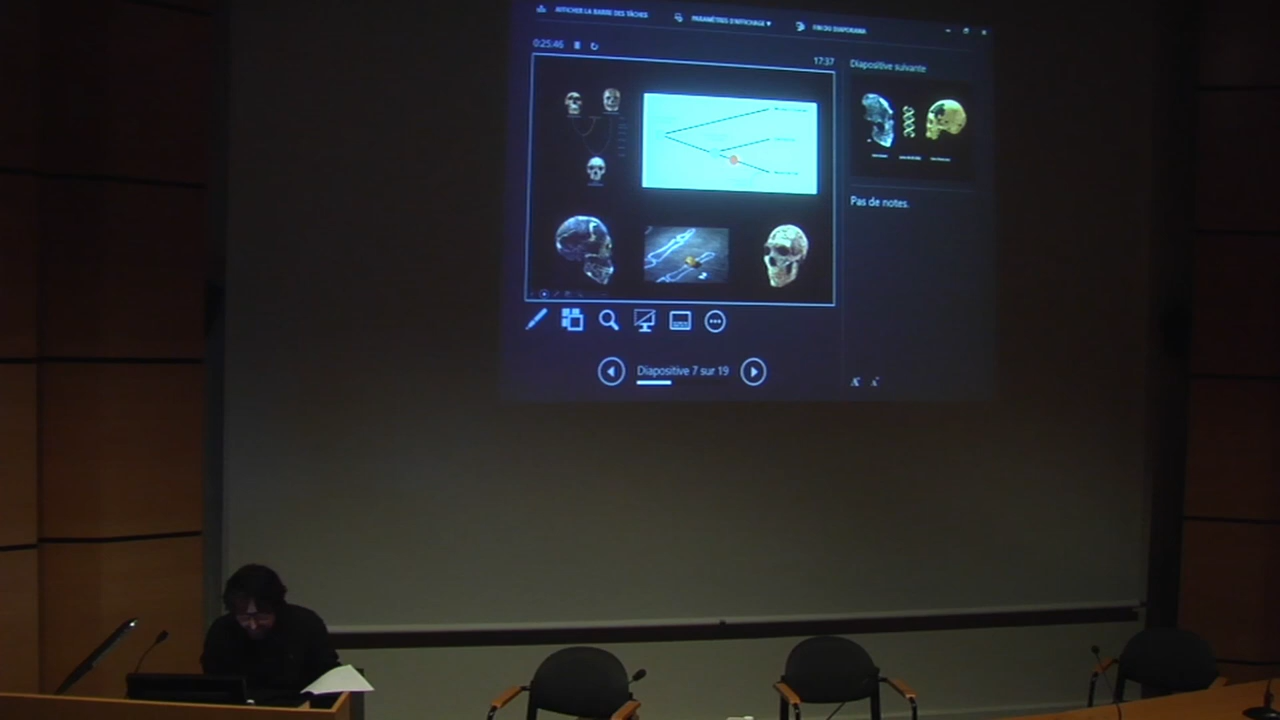 AFFICHER LA BARRE DES TÂCHES
PARAMÈTRES D'AFFICHAGE ▼
FIN DU DIAPORAMA
0:25:46
17:37
Diapositive suivante
Pas de notes.
Diapositive 7 sur 19